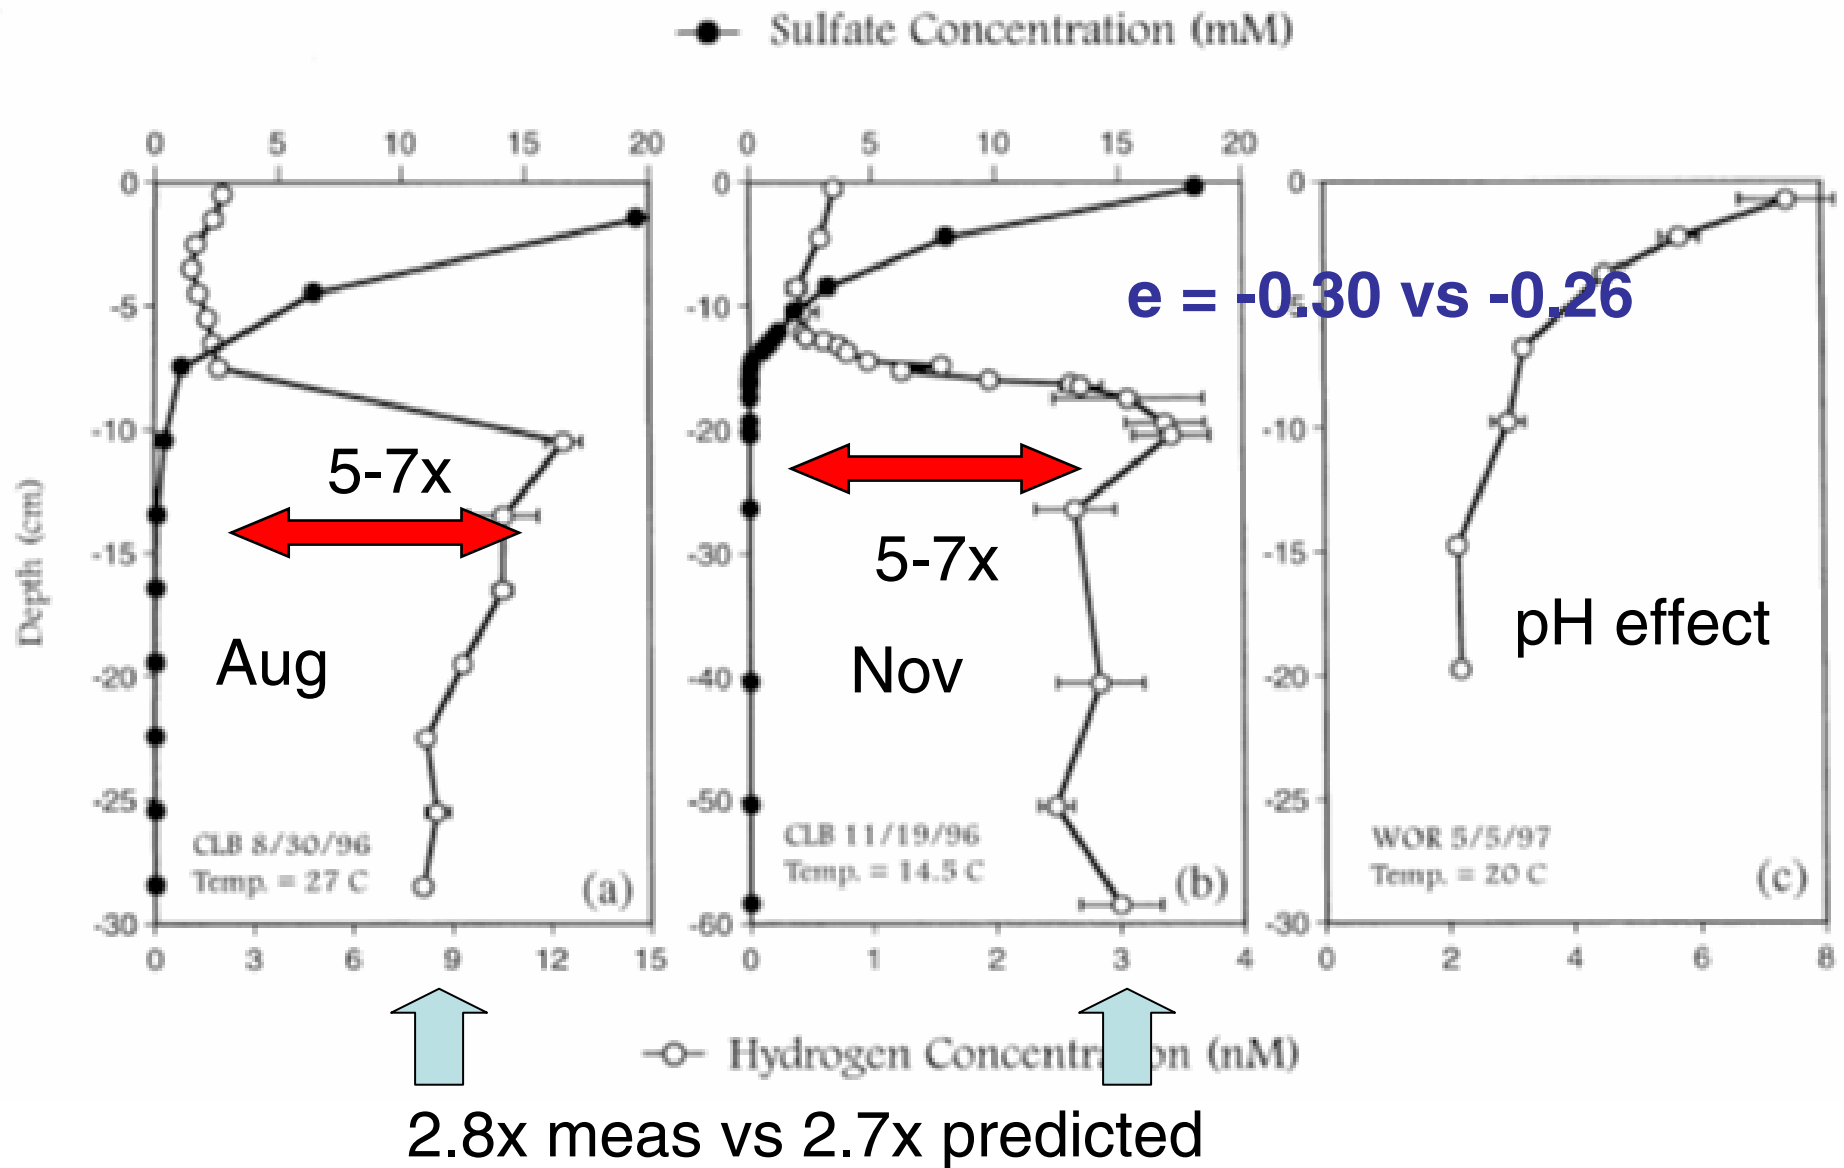 Sulfate Concentration (mM)
0 5 10 15 20
0 5 10 15 20
0 -5 -10 -15 -20 -25 -30
0 -10 -20 -30 -40 -50 -60
0 -10 -15 -20 -25 -30
Depth (cm)
e = -0.30 vs -0.26
5-7x
5-7x
Aug
Nov
pH effect
CLB 8/30/96
Temp. = 27 C
(a)
CLB 11/19/96
Temp. = 14.5 C
(b)
WOR 5/5/97
Temp. = 20 C
(c)
0 3 6 9 12 15
0 1 2 3 4
0 2 4 6 8
Hydrogen Concentr on (nM)
2.8x meas vs 2.7x predicted